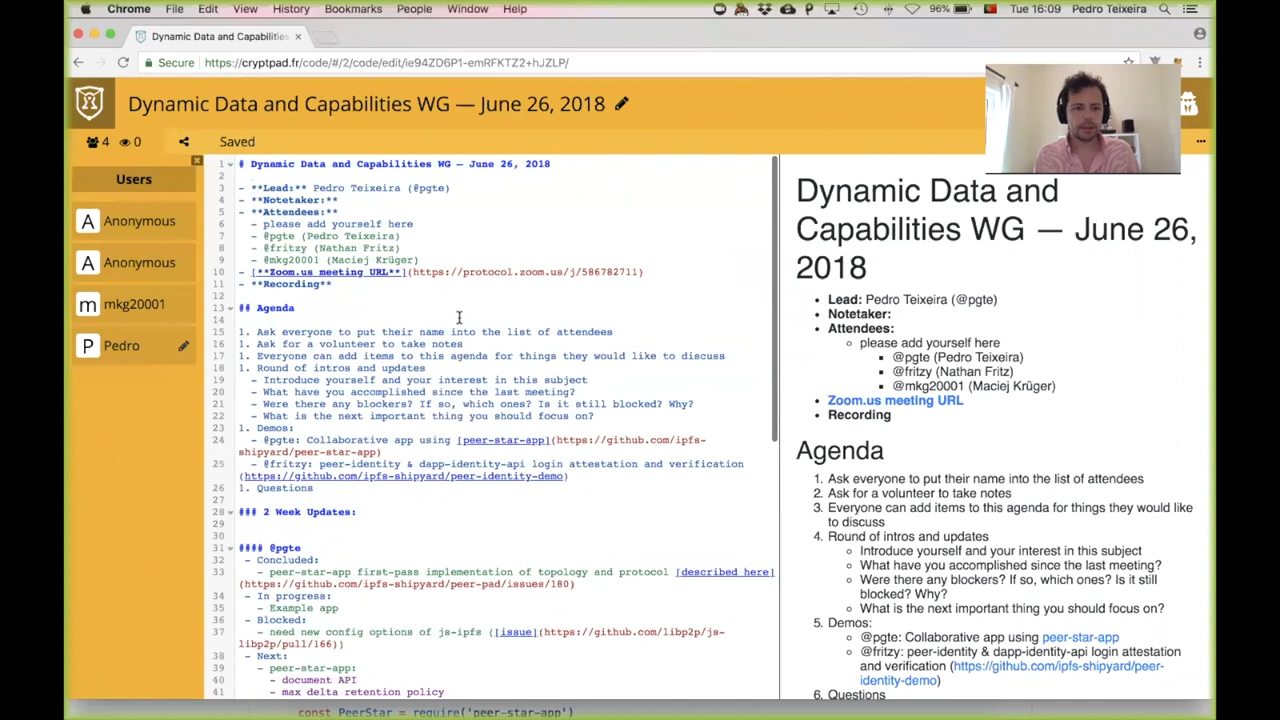 Chrome File Edit View History Bookmarks People Window Help 96% Tue 16:09 Pedro Teixeira
Dynamic Data and Capabilities
Secure https://cryptpad.fr/code/#/2/code/edit/ie94ZD6P1-emRFKTZ2+hJZLP/
Dynamic Data and Capabilities WG — June 26, 2018
4 0 Saved
Users
Anonymous
Anonymous
mkg20001
Pedro
A
A
m
P
1 # Dynamic Data and Capabilities WG — June 26, 2018
2
3 - **Lead:** Pedro Teixeira (@pgte)
4 - **Notetaker:**
5 - **Attendees:**
6 - please add yourself here
7 - @pgte (Pedro Teixeira)
8 - @fritzy (Nathan Fritz)
9 - @mkg20001 (Maciej Krüger)
10 - [**Zoom.us meeting URL**](https://protocol.zoom.us/j/586782711)
11 - **Recording**
12
13 ## Agenda
14
15 1. Ask everyone to put their name into the list of attendees
16 1. Ask for a volunteer to take notes
17 1. Everyone can add items to this agenda for things they would like to discuss
18 1. Round of intros and updates
19 - Introduce yourself and your interest in this subject
20 - What have you accomplished since the last meeting?
21 - Were there any blockers? If so, which ones? Is it still blocked? Why?
22 - What is the next important thing you should focus on?
23 1. Demos:
24 - @pgte: Collaborative app using [peer-star-app](https://github.com/ipfs-
shipyard/peer-star-app)
25 - @fritzy: peer-identity & dapp-identity-api login attestation and verification
(https://github.com/ipfs-shipyard/peer-identity-demo)
26 1. Questions
27
28 ### 2 Week Updates:
29
30
31 #### @pgte
32 - Concluded:
33 - peer-star-app first-pass implementation of topology and protocol [described here]
(https://github.com/ipfs-shipyard/peer-pad/issues/180)
34 - In progress:
35 - Example app
36 - Blocked:
37 - need new config options of js-ipfs ([issue](https://github.com/libp2p/js-
libp2p/pull/166))
38 - Next:
39 - peer-star-app:
40 - document API
41 - max delta retention policy
Dynamic Data and
Capabilities WG — June 26,
2018
Lead: Pedro Teixeira (@pgte)
Notetaker:
Attendees:
please add yourself here
@pgte (Pedro Teixeira)
@fritzy (Nathan Fritz)
@mkg20001 (Maciej Krüger)
Zoom.us meeting URL
Recording
Agenda
1. Ask everyone to put their name into the list of attendees
2. Ask for a volunteer to take notes
3. Everyone can add items to this agenda for things they would like
to discuss
4. Round of intros and updates
Introduce yourself and your interest in this subject
What have you accomplished since the last meeting?
Were there any blockers? If so, which ones? Is it still
blocked? Why?
What is the next important thing you should focus on?
5. Demos:
@pgte: Collaborative app using peer-star-app
@fritzy: peer-identity & dapp-identity-api login attestation
and verification (https://github.com/ipfs-shipyard/peer-
identity-demo)
6. Questions
const PeerStar = require('peer-star-app')